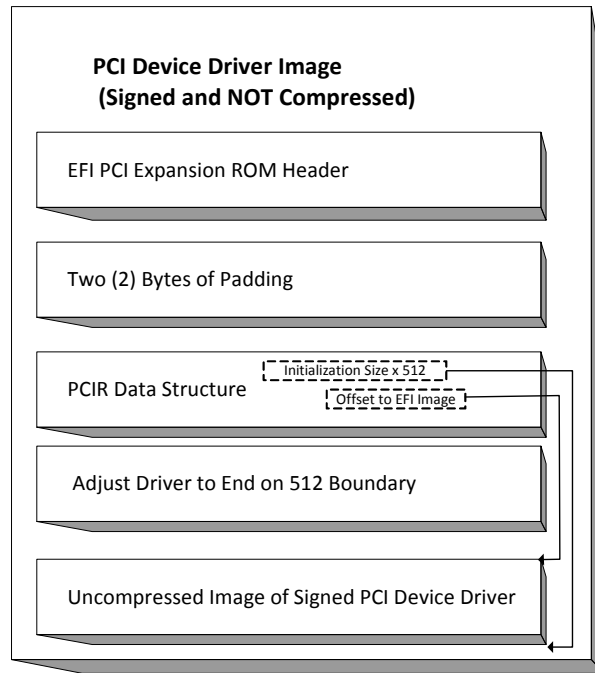 PCI Device Driver Image
(Signed and NOT Compressed)
EFI PCI Expansion ROM Header
Two (2) Bytes of Padding
Initialization Size x 512
PCIR Data Structure
Offset to EFI Image
Adjust Driver to End on 512 Boundary
Uncompressed Image of Signed PCI Device Driver